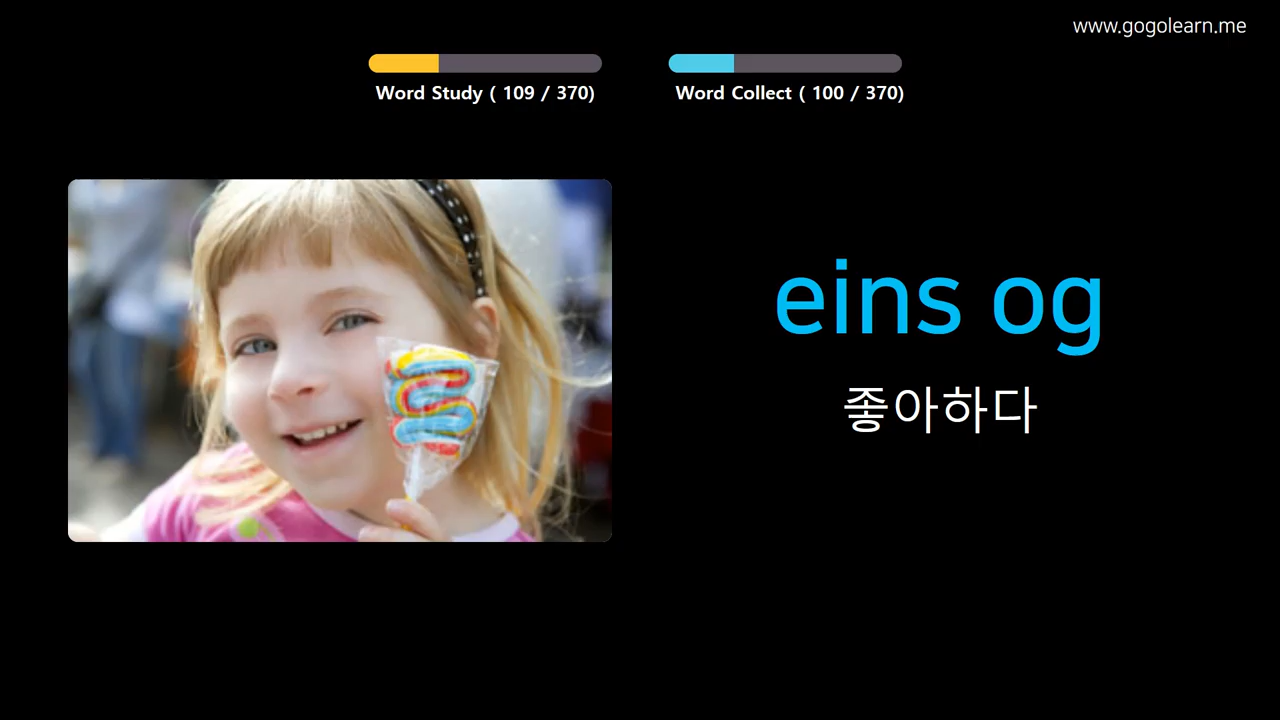 www.gogolearn.me
Word Study ( 109 / 370)
Word Collect ( 100 / 370)
eins og
좋아하다